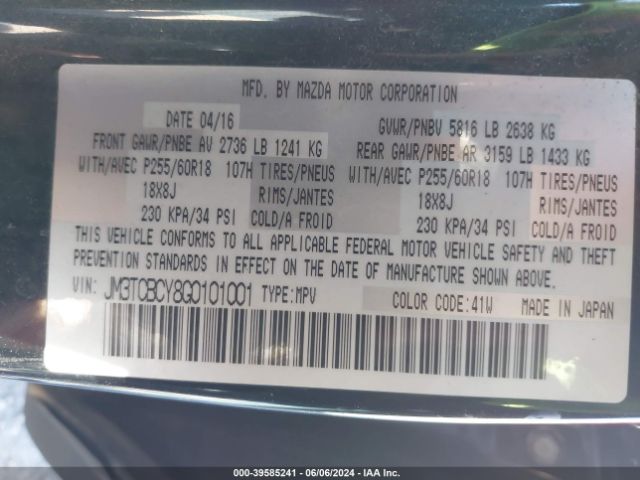 MFD. BY MAZDA MOTOR CORPORATION
DATE 04/16 GVWR/PNBV 5816 LB 2638 KG
FRONT GAWR/PNBE AV 2736 LB 1241 KG REAR GAWR/PNBE AR 3159 LB 1433 KG
WITH/AVEC P255/60R18 107H TIRES/PNEUS WITH/AVEC P255/60R18 107H TIRES/PNEUS
18X8J RIMS/JANTES 18X8J RIMS/JANTES
230 KPA/34 PSI COLD/A FROID 230 KPA/34 PSI COLD/A FROID
THIS VEHICLE CONFORMS TO ALL APPLICABLE FEDERAL MOTOR VEHICLE SAFETY AND THEFT
PREVENTION STANDARDS IN EFFECT ON THE DATE OF MANUFACTURE SHOWN ABOVE.
VIN: JM3TCBCY8G0101001 TYPE:MPV COLOR CODE:41W MADE IN JAPAN
000-39585241 - 06/06/2024 - IAAI.COM